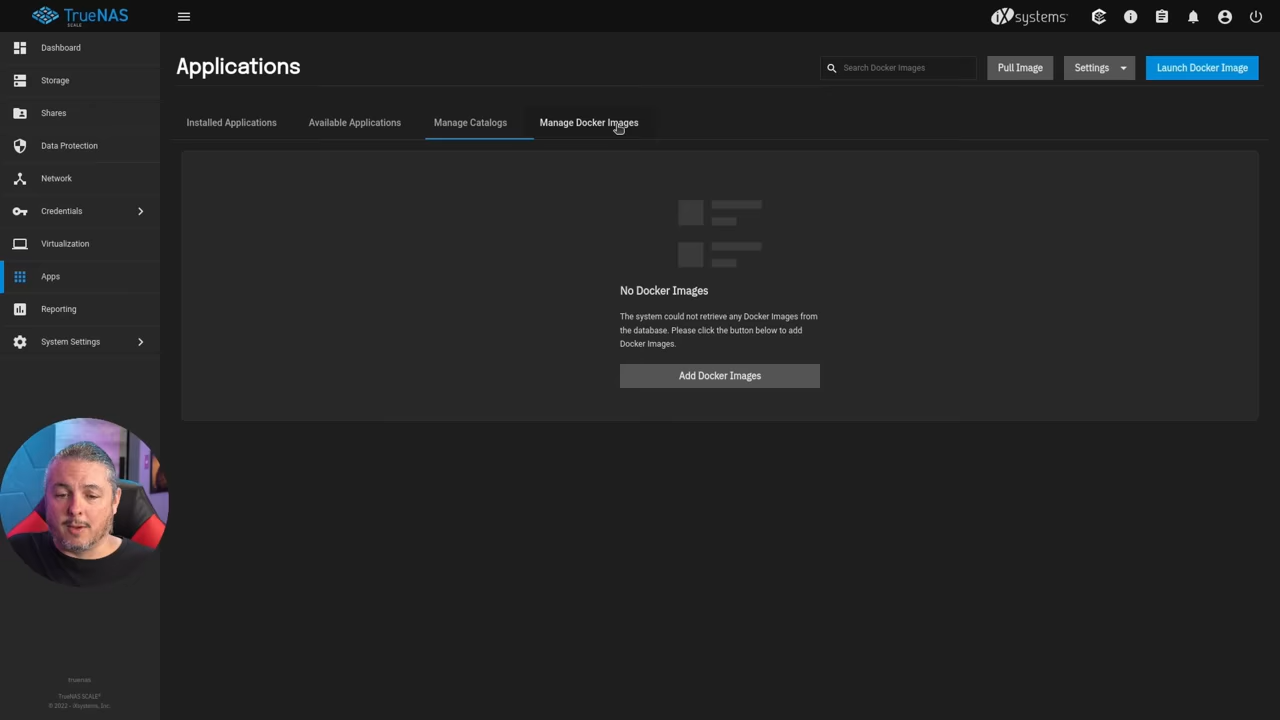 TrueNAS
SCALE
iXsystems
Dashboard
Storage
Shares
Data Protection
Network
Credentials
Virtualization
Apps
Reporting
System Settings
truenas
TrueNAS SCALE®
© 2022 - iXsystems, Inc.
Applications
Search Docker Images
Pull Image
Settings
Launch Docker Image
Installed Applications
Available Applications
Manage Catalogs
Manage Docker Images
No Docker Images
The system could not retrieve any Docker Images from
the database. Please click the button below to add
Docker Images.
Add Docker Images